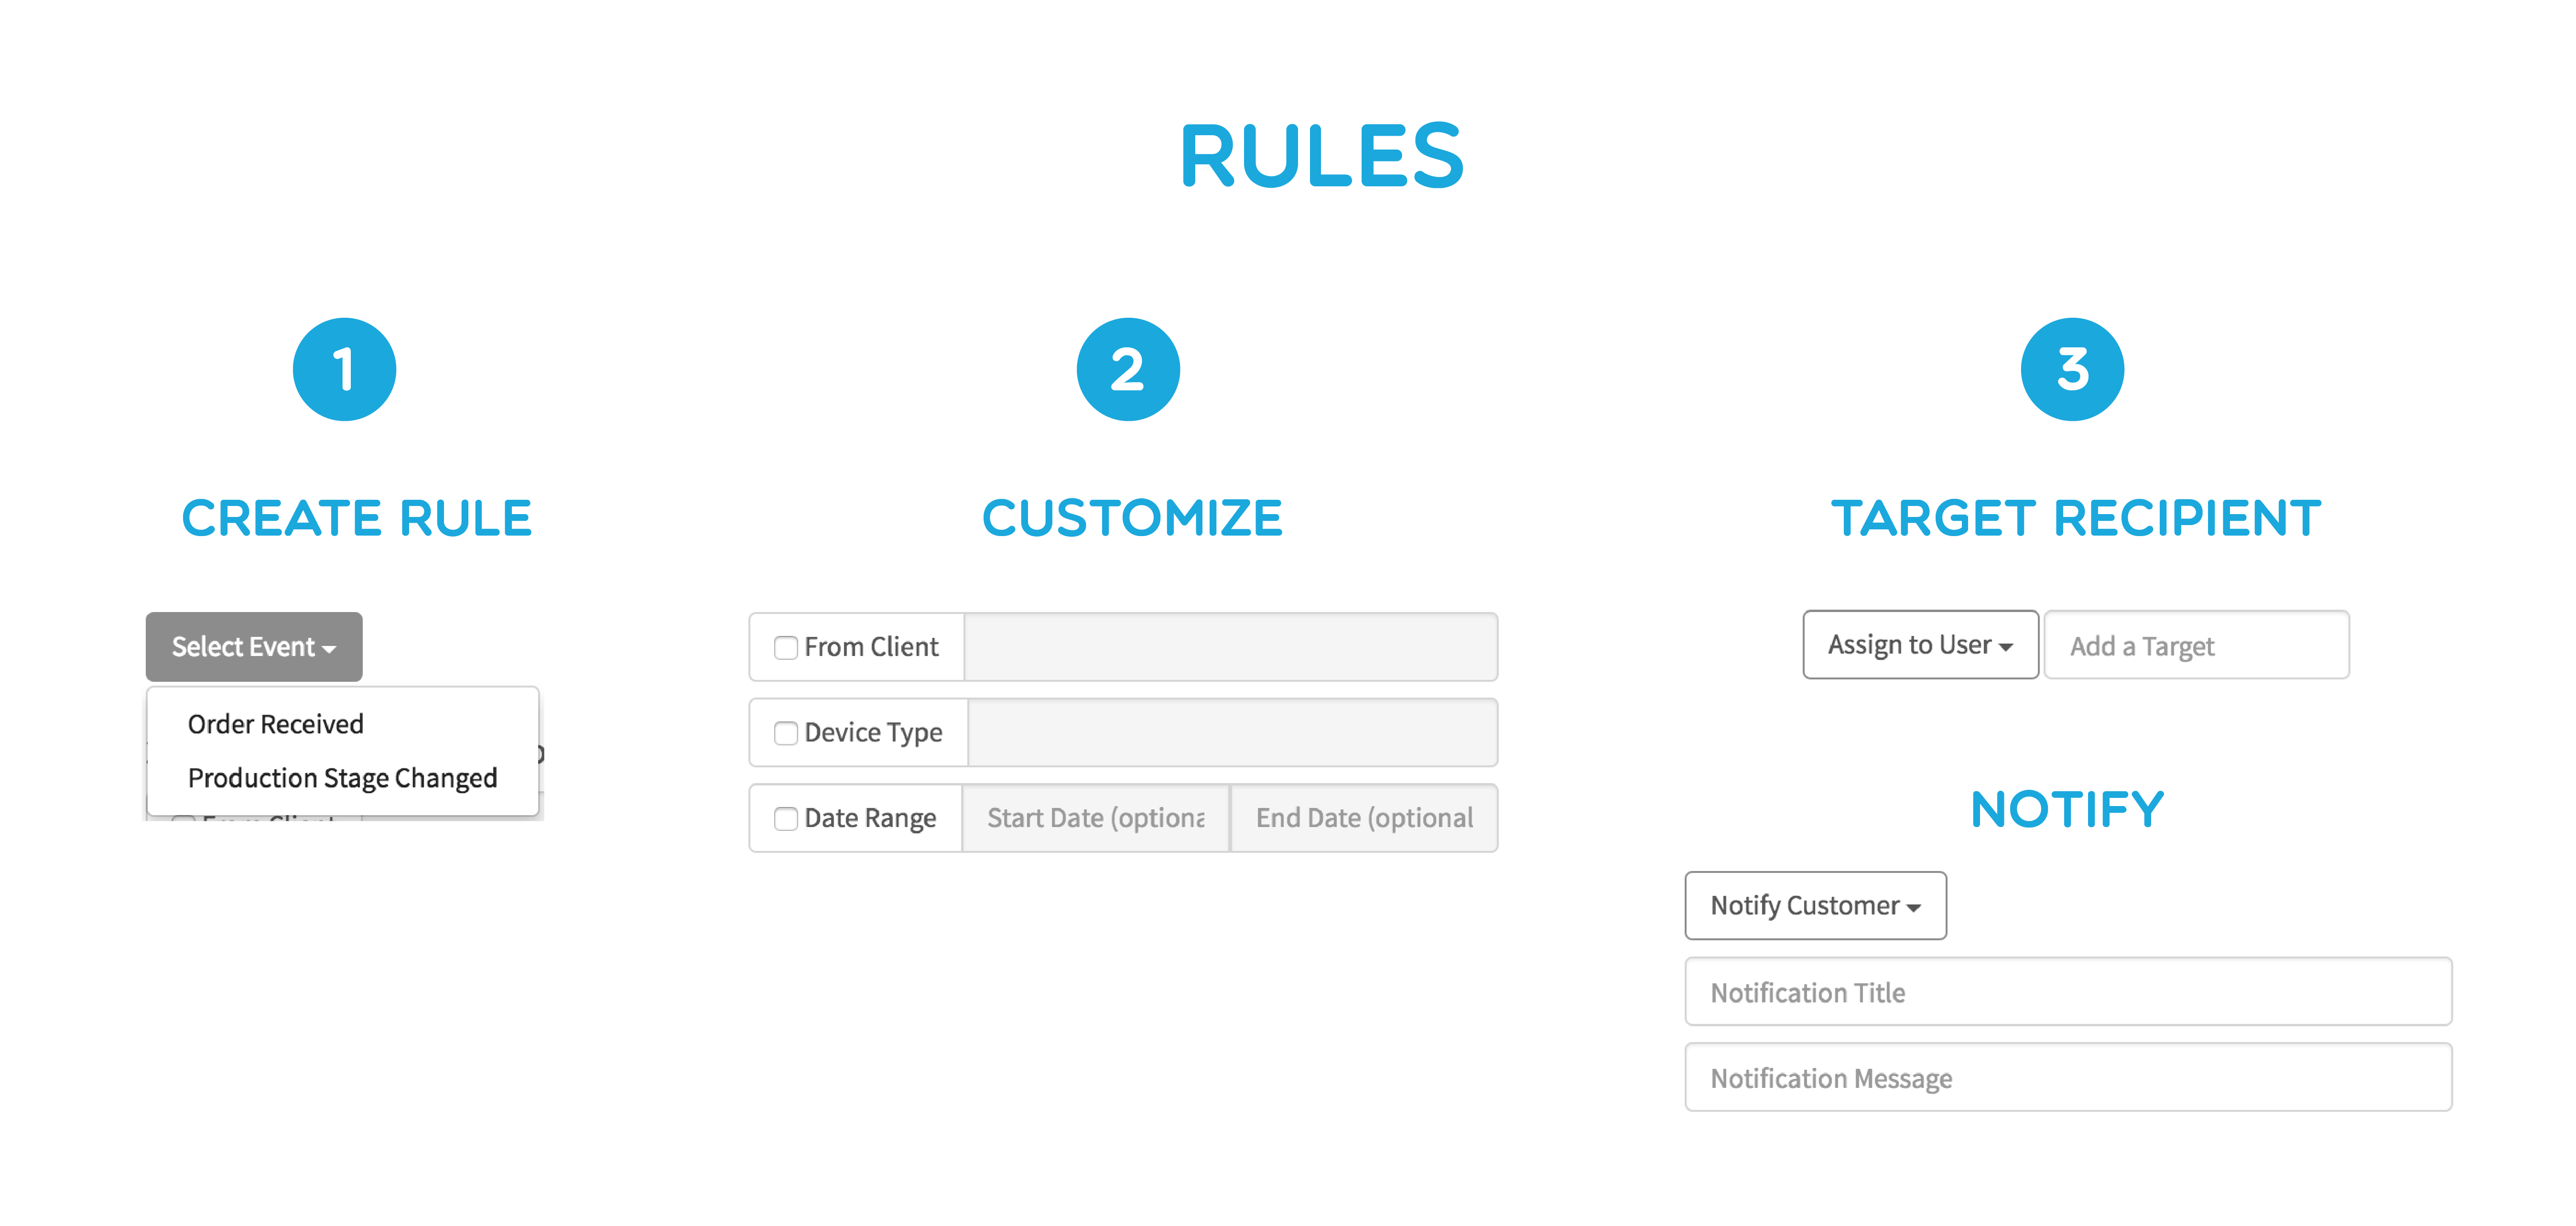 RULES
1
CREATE RULE
Select Event
Order Received
Production Stage Changed
2
CUSTOMIZE
From Client
Device Type
Date Range
Start Date (optiona
End Date (optional
3
TARGET RECIPIENT
Assign to User
Add a Target
NOTIFY
Notify Customer
Notification Title
Notification Message